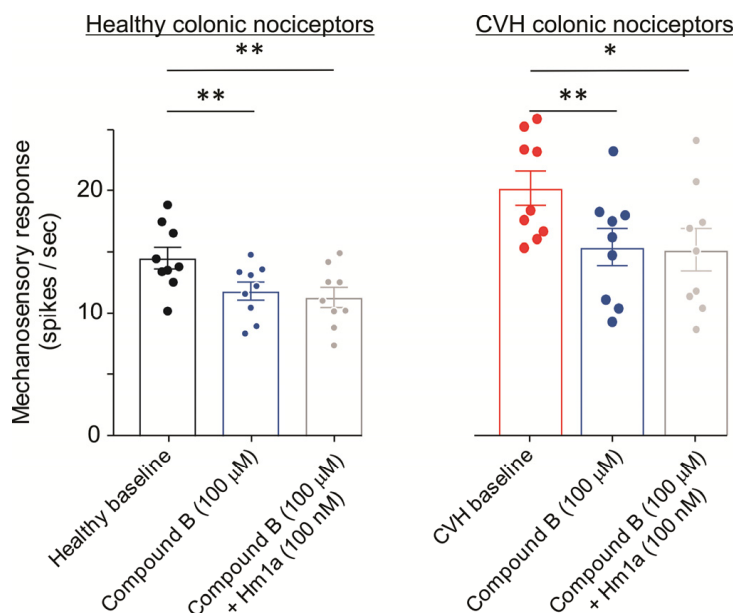 Healthy colonic nociceptors
CVH colonic nociceptors
**
**
*
**
Mechanosensory response
(spikes / sec)
20
10
0
Healthy baseline
Compound B (100 μM)
Compound B (100 μM)
+ Hm1a (100 nM)
CVH baseline
Compound B (100 μM)
Compound B (100 μM)
+ Hm1a (100 nM)